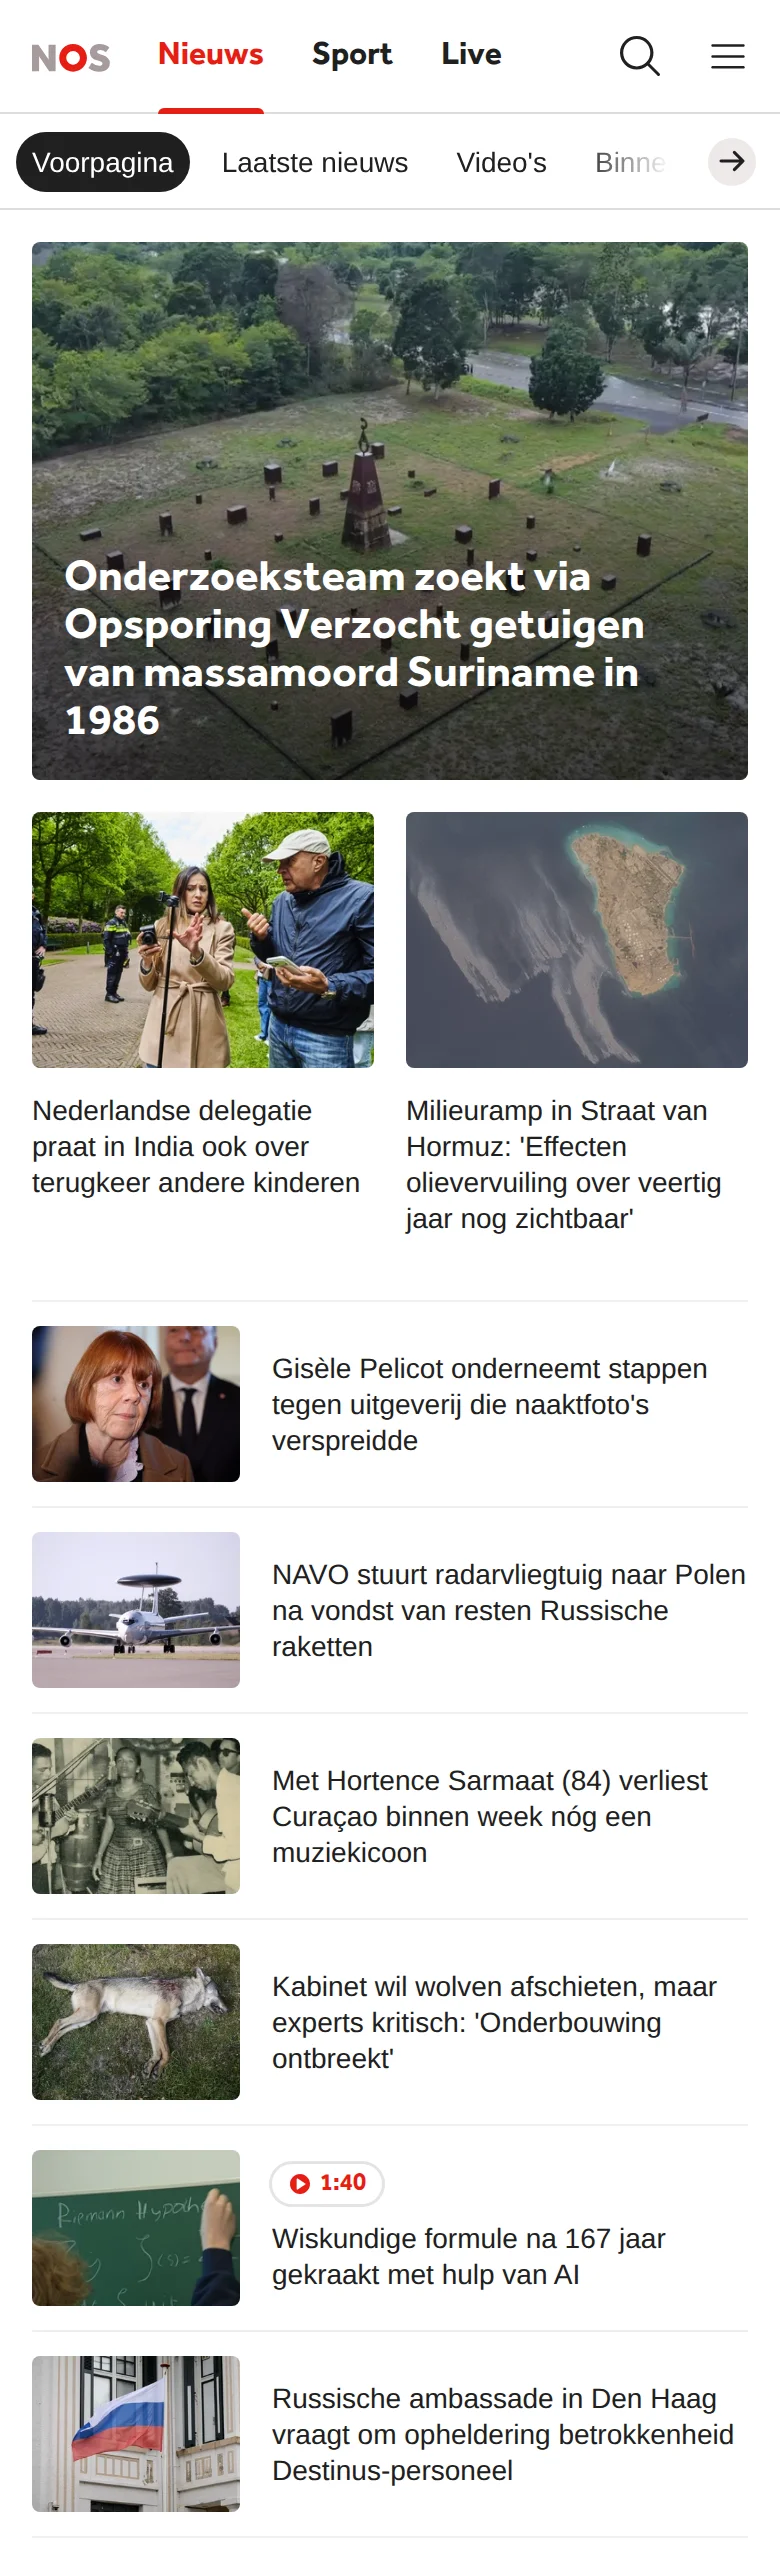 NOS Nieuws Sport Live
Voorpagina Laatste nieuws Video's Binne
Onderzoeksteam zoekt via
Opsporing Verzocht getuigen
van massamoord Suriname in
1986
Nederlandse delegatie
praat in India ook over
terugkeer andere kinderen
Milieuramp in Straat van
Hormuz: 'Effecten
olievervuiling over veertig
jaar nog zichtbaar'
Gisèle Pelicot onderneemt stappen
tegen uitgeverij die naaktfoto's
verspreidde
NAVO stuurt radarvliegtuig naar Polen
na vondst van resten Russische
raketten
Met Hortence Sarmaat (84) verliest
Curaçao binnen week nóg een
muziekicoon
Kabinet wil wolven afschieten, maar
experts kritisch: 'Onderbouwing
ontbreekt'
Riemann Hypothe
ζ(s) =
1:40
Wiskundige formule na 167 jaar
gekraakt met hulp van AI
Russische ambassade in Den Haag
vraagt om opheldering betrokkenheid
Destinus-personeel